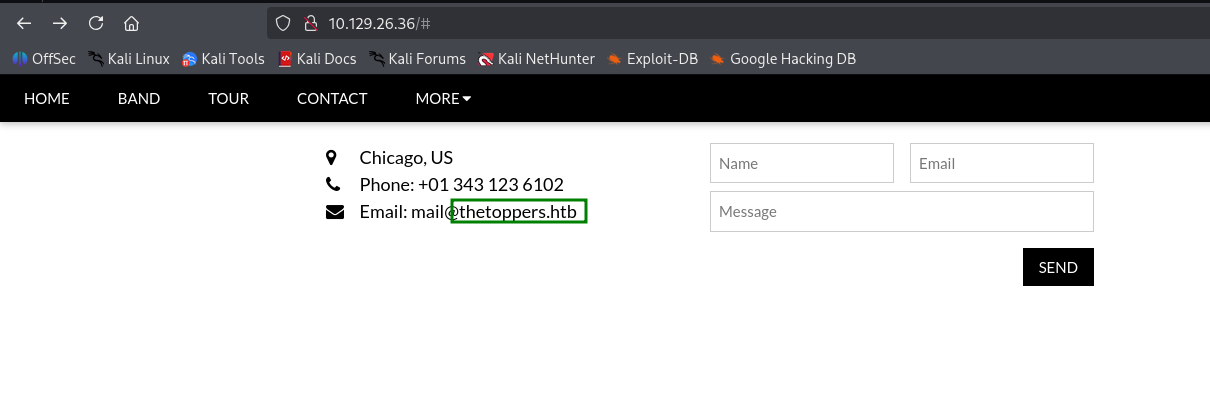 10.129.26.36/#
OffSec Kali Linux Kali Tools Kali Docs Kali Forums Kali NetHunter Exploit-DB Google Hacking DB
HOME BAND TOUR CONTACT MORE
Chicago, US
Phone: +01 343 123 6102
Email: mail@thetoppers.htb
Name Email
Message
SEND